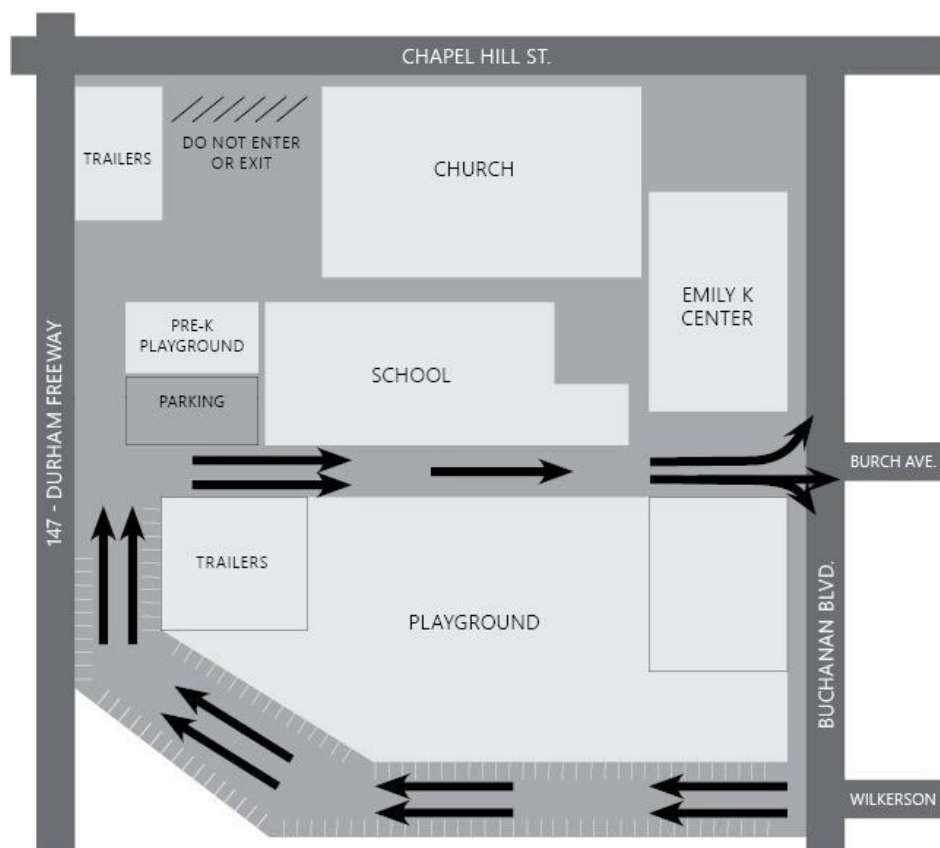 CHAPEL HILL ST.
TRAILERS
DO NOT ENTER
OR EXIT
CHURCH
EMILY K
CENTER
PRE-K
PLAYGROUND
SCHOOL
PARKING
147 - DURHAM FREEWAY
BURCH AVE.
TRAILERS
PLAYGROUND
BUCHANAN BLVD.
WILKERSON